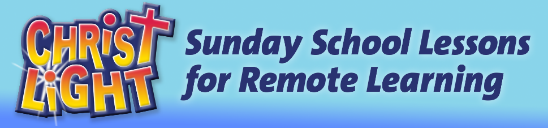 CHRIST
LIGHT
Sunday School Lessons
for Remote Learning